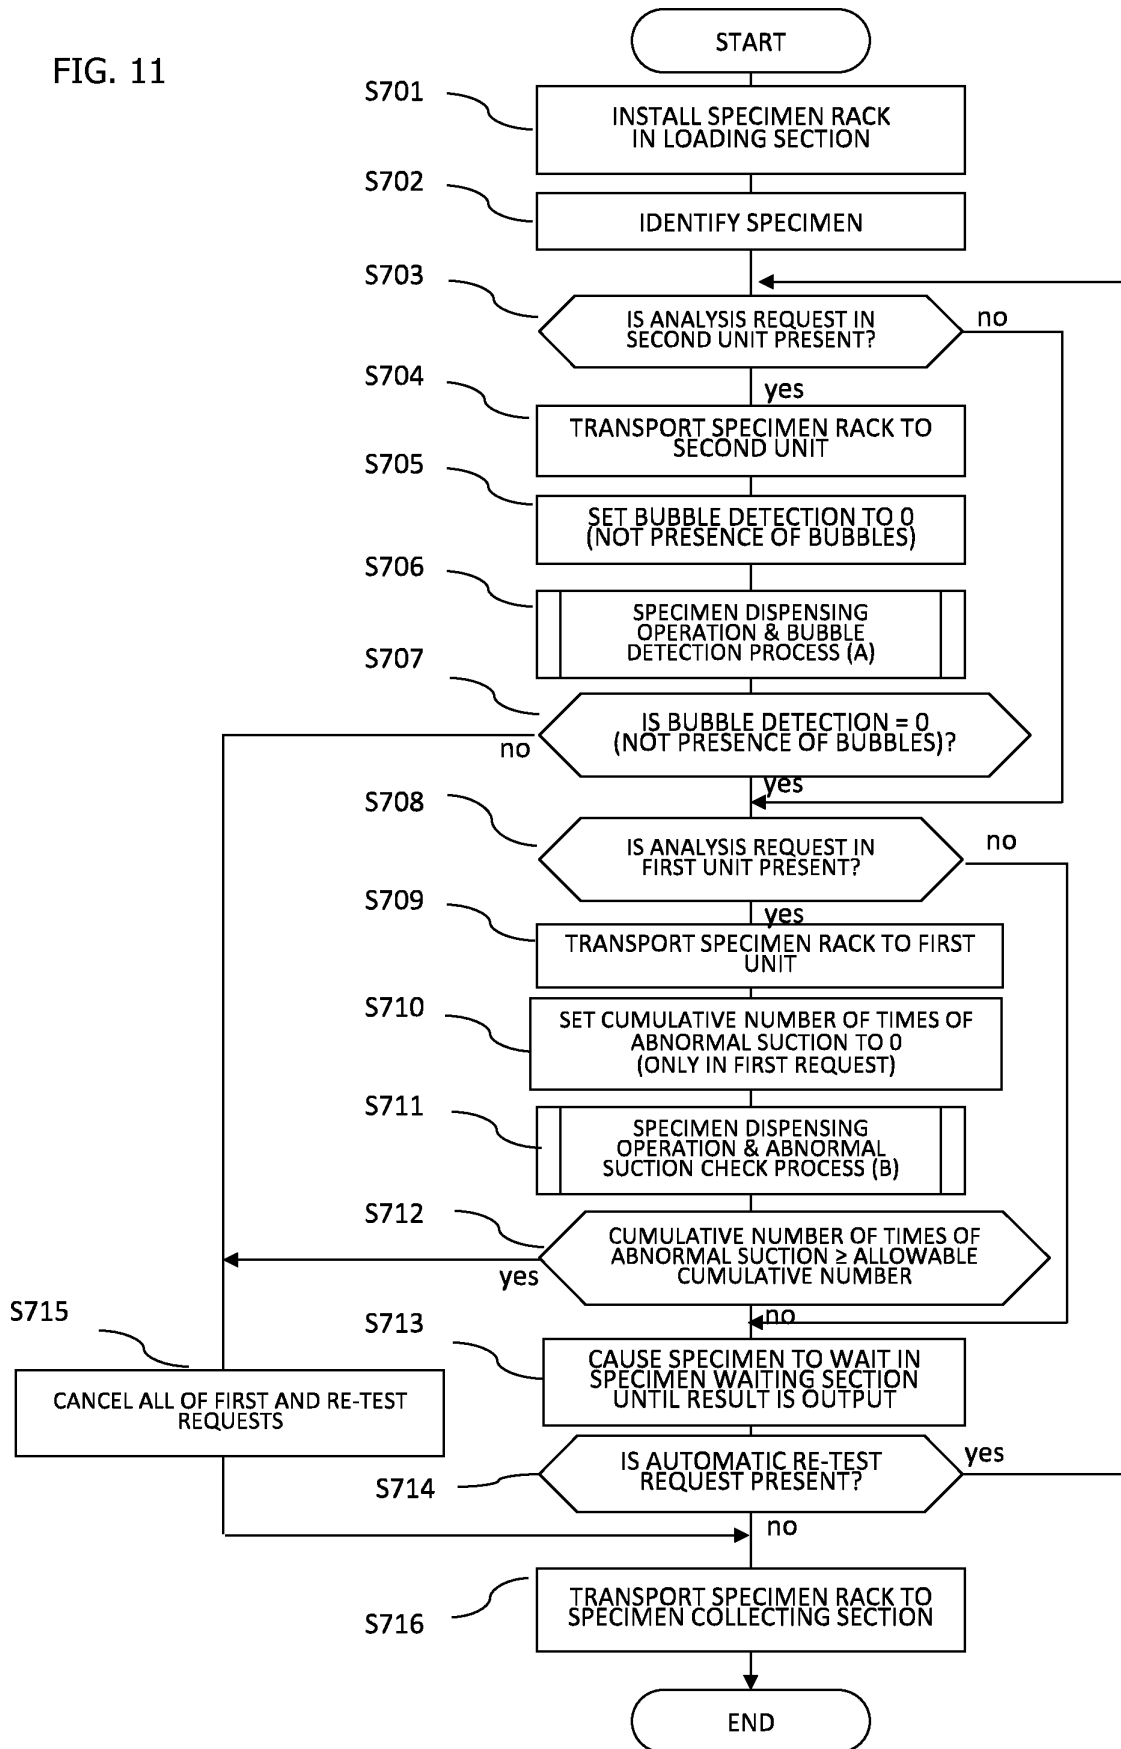 FIG. 11
START
S701
INSTALL SPECIMEN RACK
IN LOADING SECTION
S702
IDENTIFY SPECIMEN
S703
IS ANALYSIS REQUEST IN
SECOND UNIT PRESENT?
no
yes
S704
TRANSPORT SPECIMEN RACK TO
SECOND UNIT
S705
SET BUBBLE DETECTION TO 0
(NOT PRESENCE OF BUBBLES)
S706
SPECIMEN DISPENSING
OPERATION & BUBBLE
DETECTION PROCESS (A)
S707
IS BUBBLE DETECTION = 0
(NOT PRESENCE OF BUBBLES)?
no
yes
S708
IS ANALYSIS REQUEST IN
FIRST UNIT PRESENT?
no
yes
S709
TRANSPORT SPECIMEN RACK TO FIRST
UNIT
S710
SET CUMULATIVE NUMBER OF TIMES OF
ABNORMAL SUCTION TO 0
(ONLY IN FIRST REQUEST)
S711
SPECIMEN DISPENSING
OPERATION & ABNORMAL
SUCTION CHECK PROCESS (B)
S712
CUMULATIVE NUMBER OF TIMES OF
ABNORMAL SUCTION ≥ ALLOWABLE
CUMULATIVE NUMBER
yes
no
S715
CANCEL ALL OF FIRST AND RE-TEST
REQUESTS
S713
CAUSE SPECIMEN TO WAIT IN
SPECIMEN WAITING SECTION
UNTIL RESULT IS OUTPUT
S714
IS AUTOMATIC RE-TEST
REQUEST PRESENT?
yes
no
S716
TRANSPORT SPECIMEN RACK TO
SPECIMEN COLLECTING SECTION
END